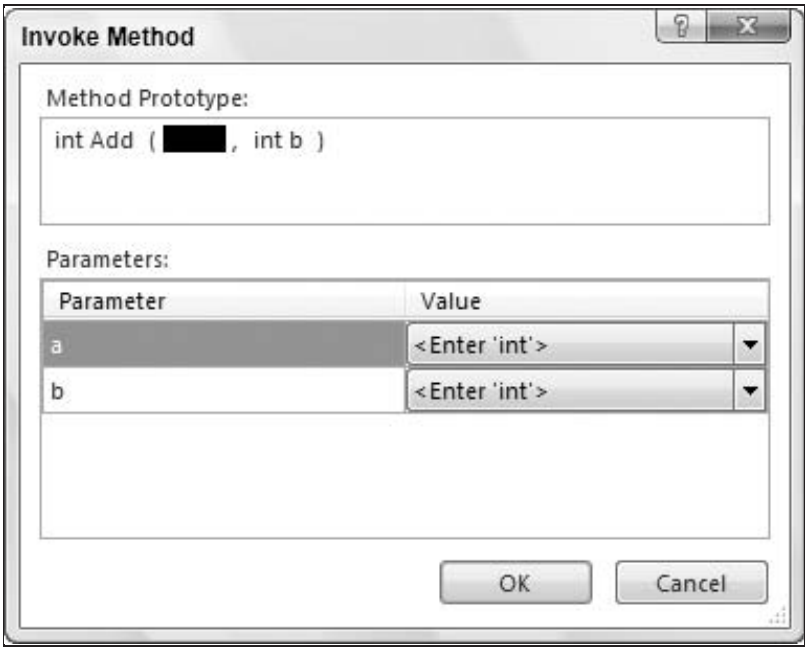 Invoke Method
Method Prototype:
int Add ( , int b )
Parameters:
Parameter Value
a <Enter 'int'>
b <Enter 'int'>
OK Cancel